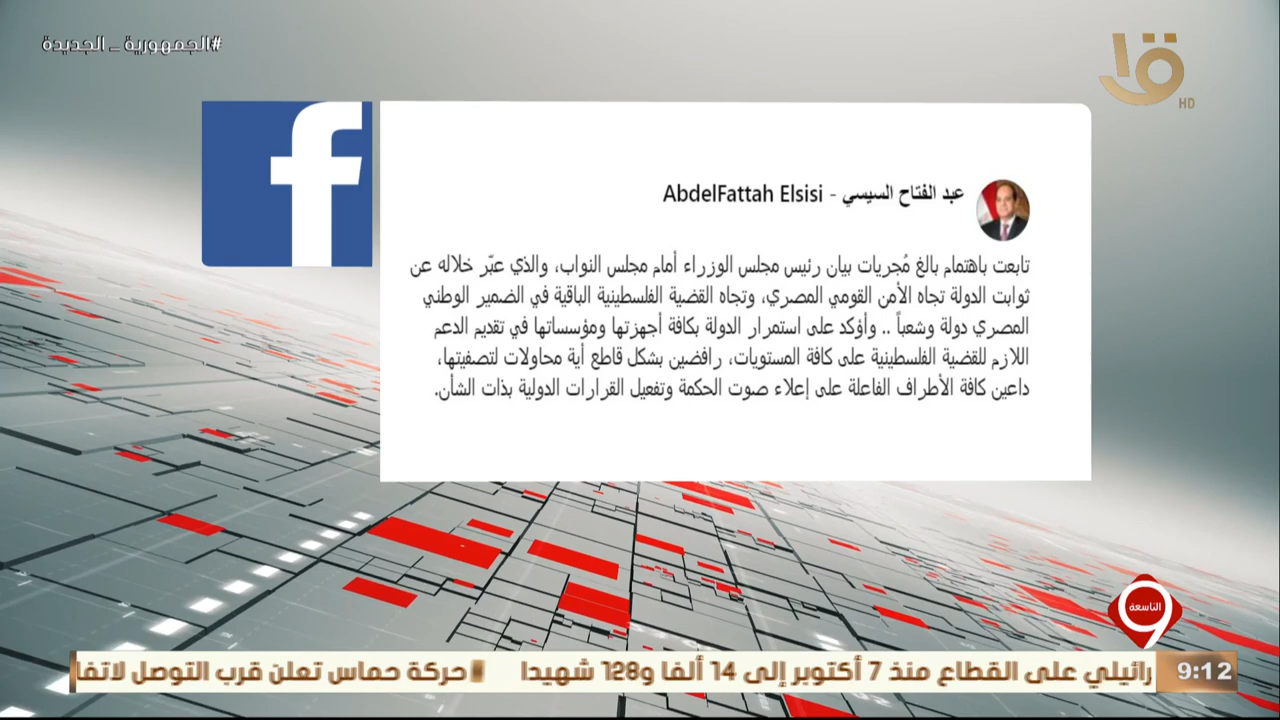 #الجمهورية_الجديدة
HD
عبد الفتاح السيسي - AbdelFattah Elsisi
تابعت باهتمام بالغ مُجريات بيان رئيس مجلس الوزراء أمام مجلس النواب، والذي عبّر خلاله عن
ثوابت الدولة تجاه الأمن القومي المصري، وتجاه القضية الفلسطينية الباقية في الضمير الوطني
المصري دولة وشعباً .. وأؤكد على استمرار الدولة بكافة أجهزتها ومؤسساتها في تقديم الدعم
اللازم للقضية الفلسطينية على كافة المستويات، رافضين بشكل قاطع أية محاولات لتصفيتها،
داعين كافة الأطراف الفاعلة على إعلاء صوت الحكمة وتفعيل القرارات الدولية بذات الشأن.
التاسعة
9
9:12
رائيلي على القطاع منذ 7 أكتوبر إلى 14 ألفا و128 شهيدا حركة حماس تعلن قرب التوصل لاتفا